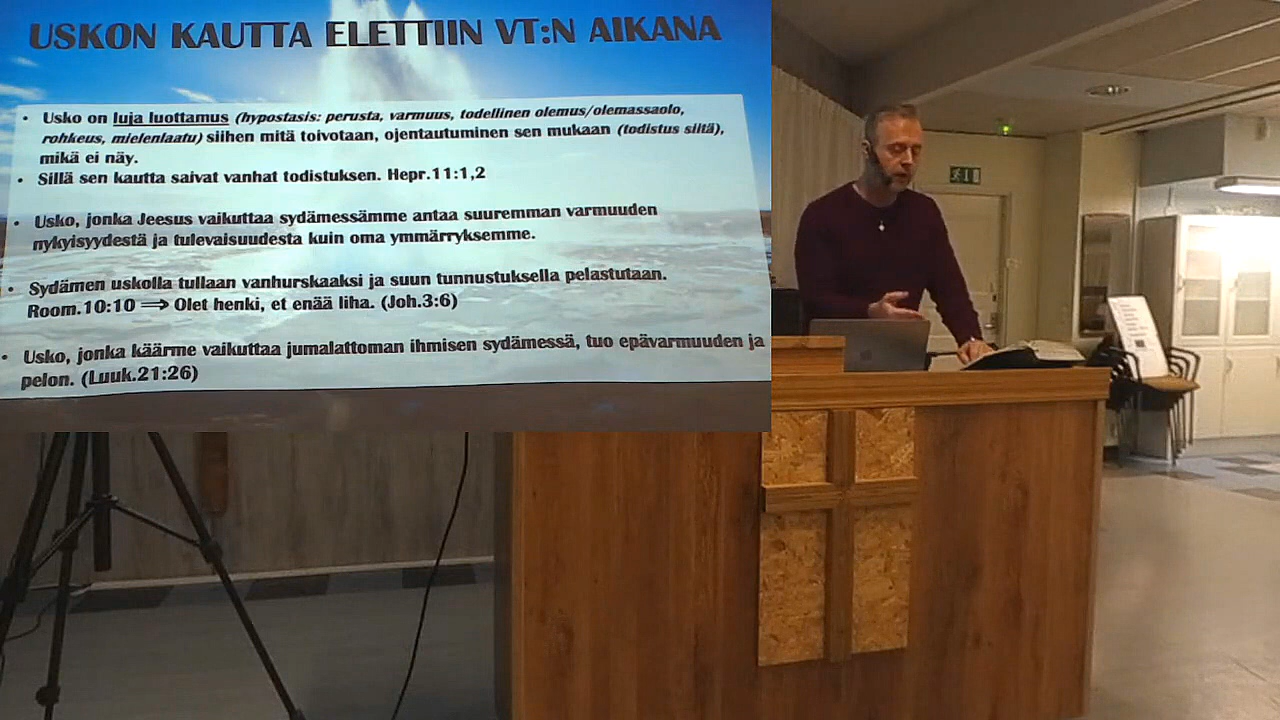 USKON KAUTTA ELETTIIN VT:N AIKANA
• Usko on luja luottamus (hypostasis: perusta, varmuus, todellinen olemus/olemassaolo,
rohkeus, mielenlaatu) siihen mitä toivotaan, ojentautuminen sen mukaan (todistus siitä),
mikä ei näy.
• Sillä sen kautta saivat vanhat todistuksen. Hepr.11:1,2
• Usko, jonka Jeesus vaikuttaa sydämessämme antaa suuremman varmuuden
nykyisyydestä ja tulevaisuudesta kuin oma ymmärryksemme.
• Sydämen uskolla tullaan vanhurskaaksi ja suun tunnustuksella pelastutaan.
Room.10:10 ⟹ Olet henki, et enää liha. (Joh.3:6)
• Usko, jonka käärme vaikuttaa jumalattoman ihmisen sydämessä, tuo epävarmuuden ja
pelon. (Luuk.21:26)